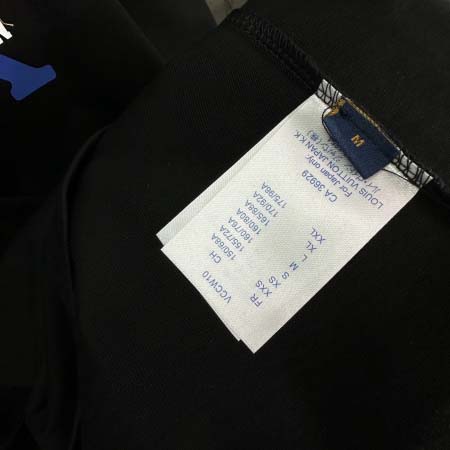 VCCW10
FR CH
XXS 150/68A
XS 155/72A
S 160/76A
M 160/80A
L 165/88A
XL 170/92A
XXL 175/96A
CA 36929
For Japan only
LOUIS VUITTON JAPAN K.K.
M